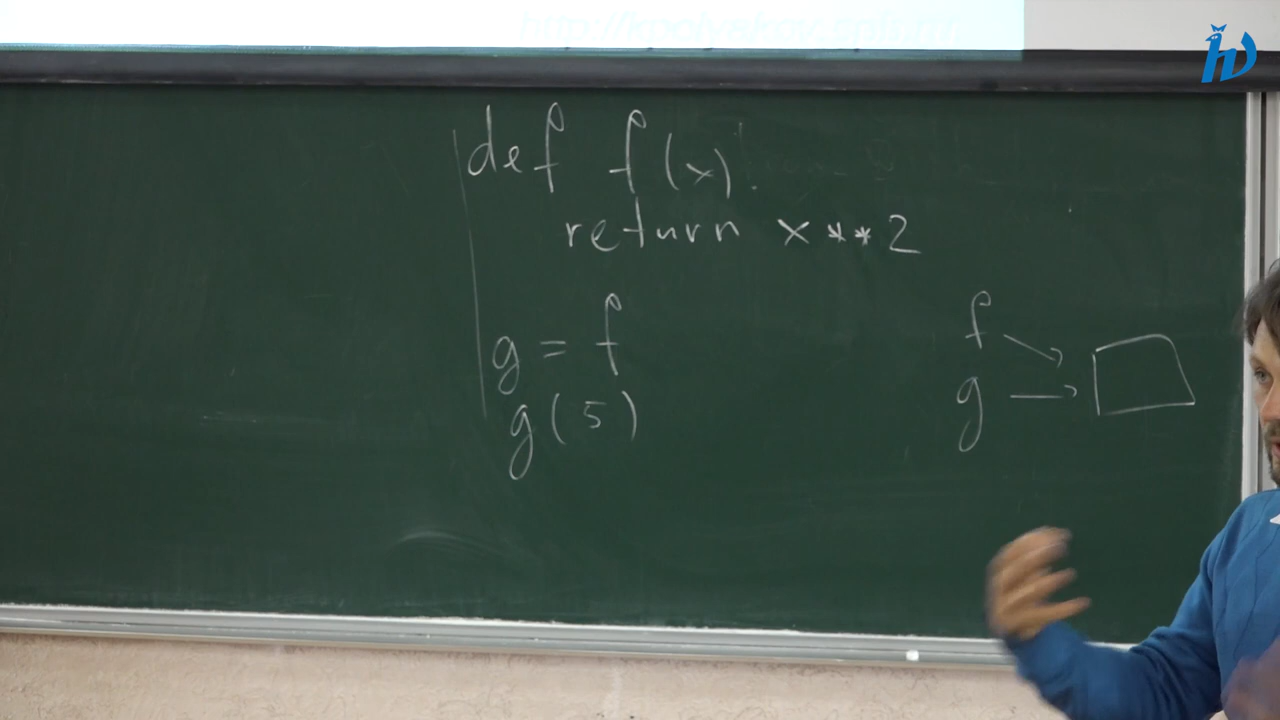 def f(x):
return x**2
g = f
g(5)
f
g